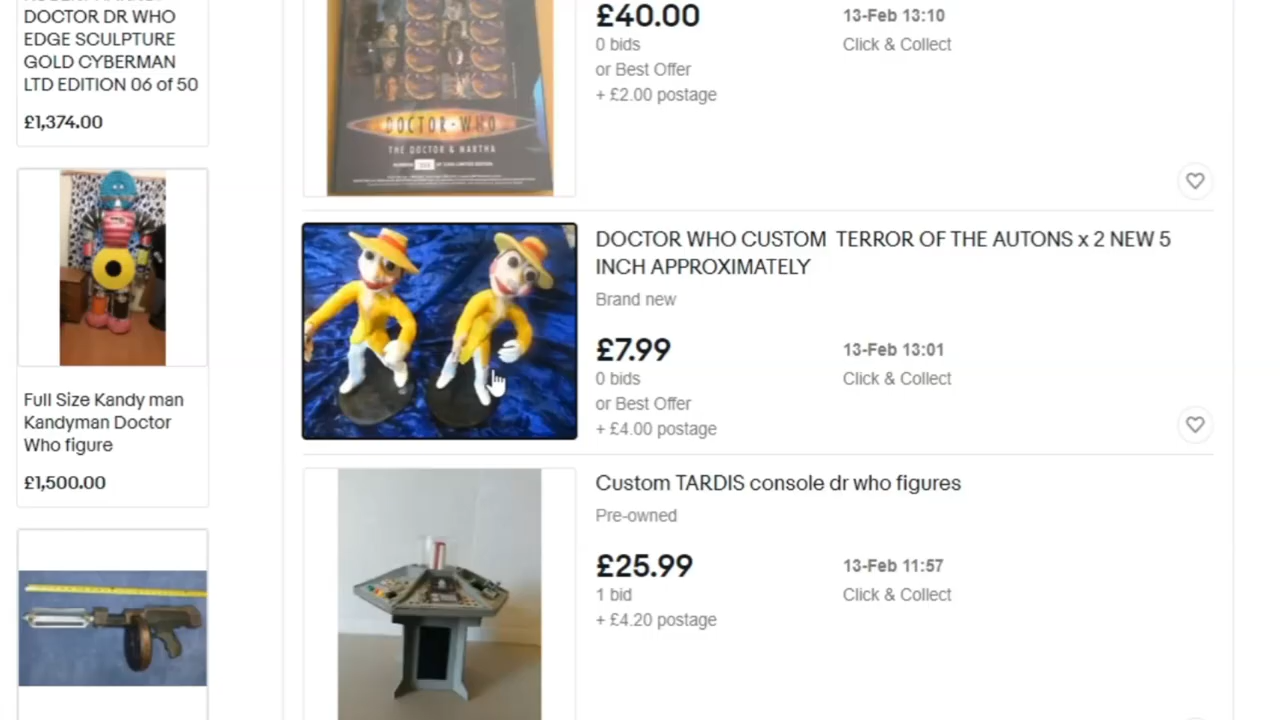 DOCTOR DR WHO
EDGE SCULPTURE
GOLD CYBERMAN
LTD EDITION 06 of 50
£1,374.00
Full Size Kandy man
Kandyman Doctor
Who figure
£1,500.00
DOCTOR·WHO
THE DOCTOR & MARTHA
£40.00
0 bids
or Best Offer
+ £2.00 postage
13-Feb 13:10
Click & Collect
DOCTOR WHO CUSTOM TERROR OF THE AUTONS x 2 NEW 5
INCH APPROXIMATELY
Brand new
£7.99
0 bids
or Best Offer
+ £4.00 postage
13-Feb 13:01
Click & Collect
Custom TARDIS console dr who figures
Pre-owned
£25.99
1 bid
+ £4.20 postage
13-Feb 11:57
Click & Collect